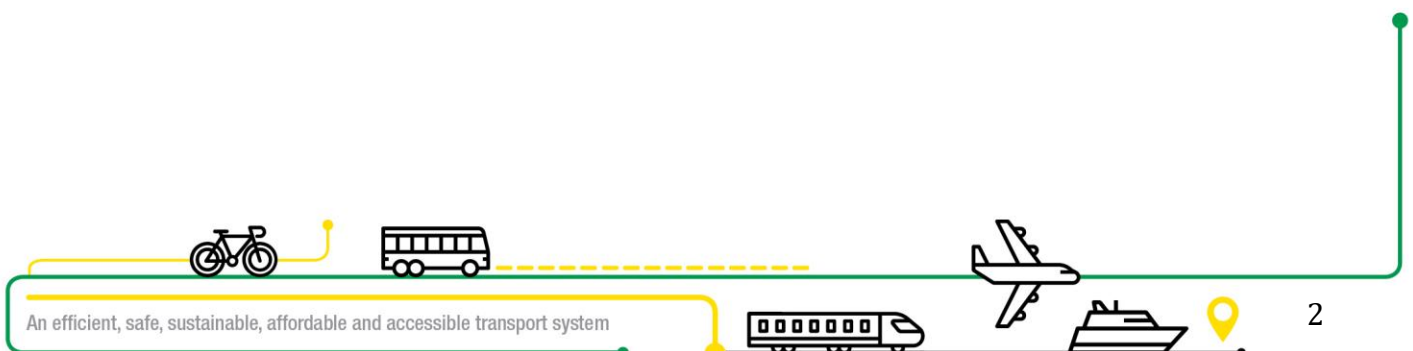 An efficient, safe, sustainable, affordable and accessible transport system
2